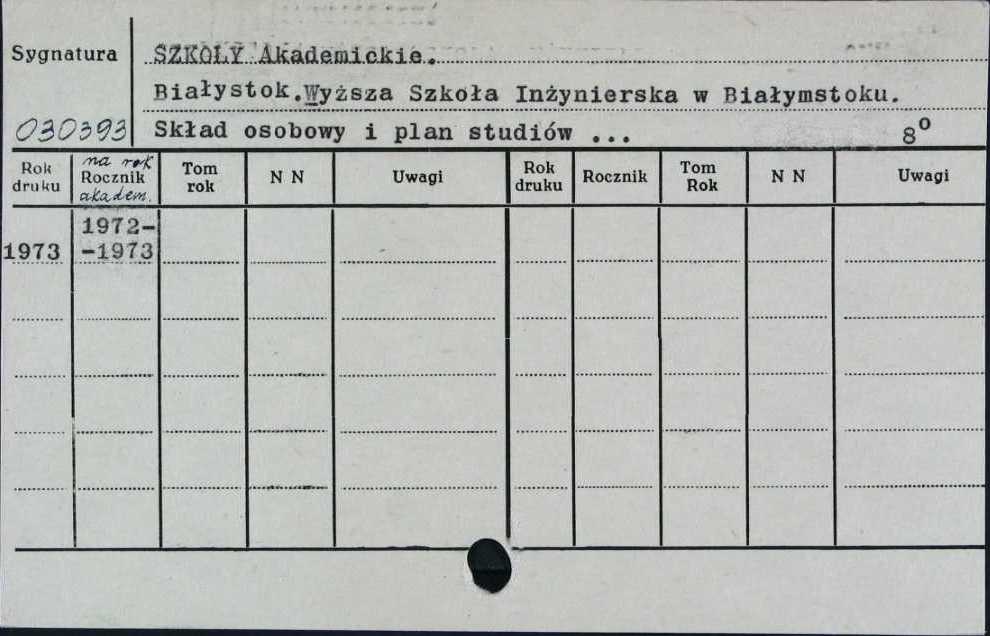 Sygnatura SZKOŁY Akademickie.
Białystok.Wyższa Szkoła Inżynierska w Białymstoku.
030393 Skład osobowy i plan studiów ... 8º
Rok druku na rok Rocznik akadem. Tom rok N N Uwagi Rok druku Rocznik Tom Rok N N Uwagi
1972-
1973 -1973